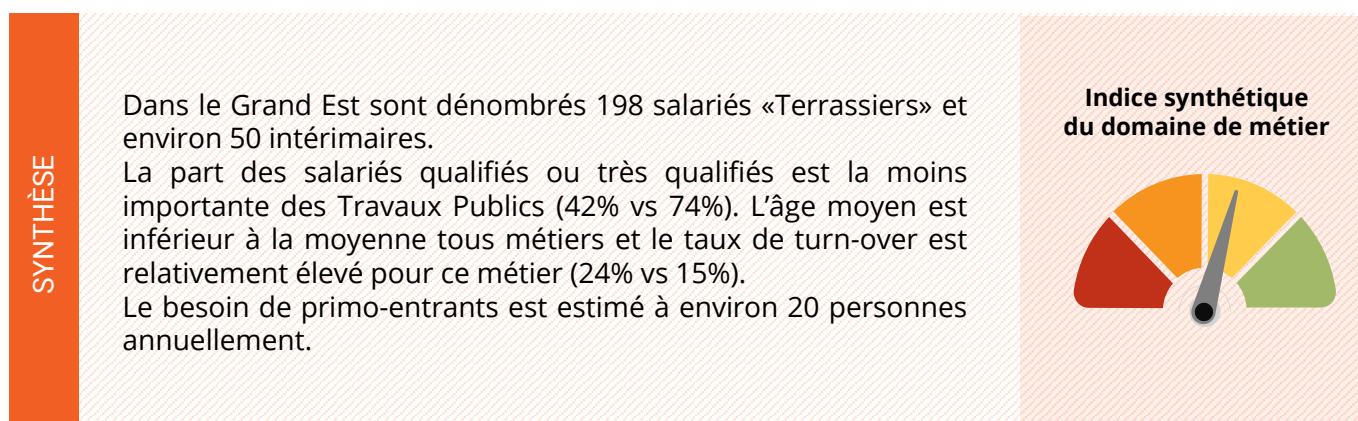 SYNTHÈSE
Dans le Grand Est sont dénombrés 198 salariés «Terrassiers» et
environ 50 intérimaires.
La part des salariés qualifiés ou très qualifiés est la moins
importante des Travaux Publics (42% vs 74%). L’âge moyen est
inférieur à la moyenne tous métiers et le taux de turn-over est
relativement élevé pour ce métier (24% vs 15%).
Le besoin de primo-entrants est estimé à environ 20 personnes
annuellement.
Indice synthétique
du domaine de métier